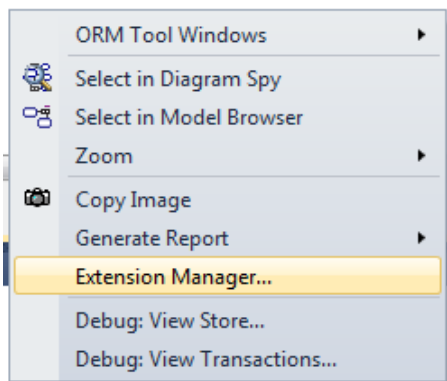 ORM Tool Windows
Select in Diagram Spy
Select in Model Browser
Zoom
Copy Image
Generate Report
Extension Manager...
Debug: View Store...
Debug: View Transactions...